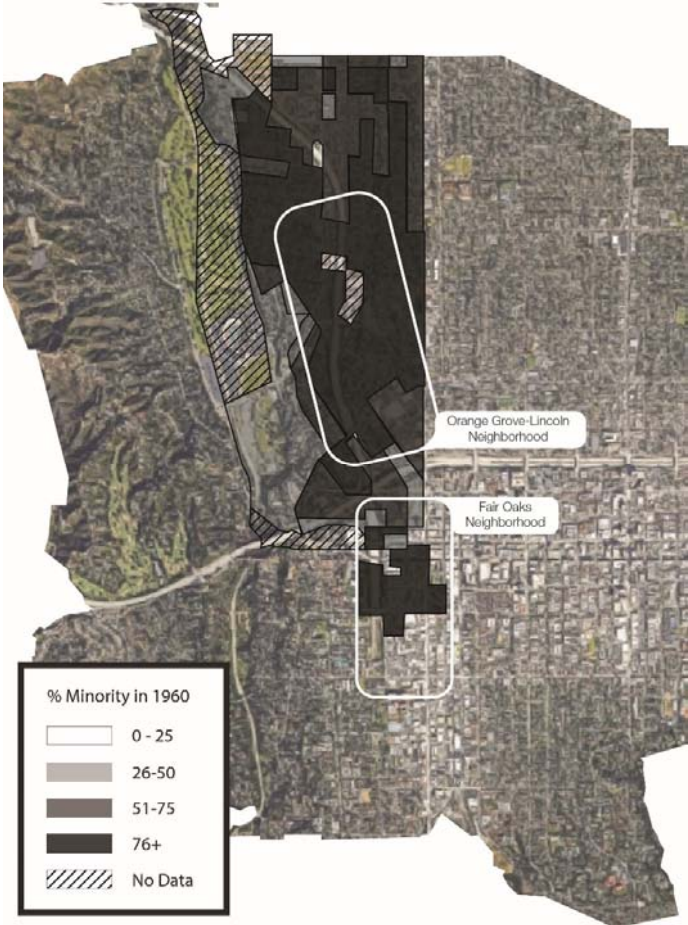 Orange Grove-Lincoln
Neighborhood
Fair Oaks
Neighborhood
% Minority in 1960
0 - 25
26-50
51-75
76+
No Data